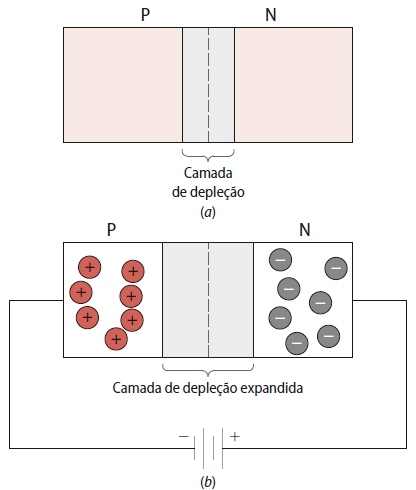 P N
Camada
de depleção
(a)
P N
+ + + + + + +
− − − − − − −
Camada de depleção expandida
− +
(b)